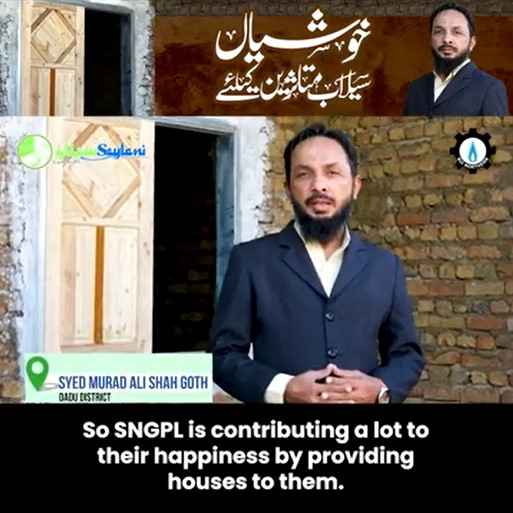 خوشیاں
سیلاب متاثرین کیلئے
Saylani
SYED MURAD ALI SHAH GOTH
DADU DISTRICT
So SNGPL is contributing a lot to
their happiness by providing
houses to them.